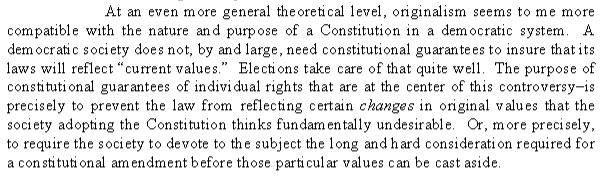 At an even more general theoretical level, originalism seems to me more
compatible with the nature and purpose of a Constitution in a democratic system. A
democratic society does not, by and large, need constitutional guarantees to insure that its
laws will reflect “current values.” Elections take care of that quite well. The purpose of
constitutional guarantees of individual rights that are at the center of this controversy–is
precisely to prevent the law from reflecting certain changes in original values that the
society adopting the Constitution thinks fundamentally undesirable. Or, more precisely,
to require the society to devote to the subject the long and hard consideration required for
a constitutional amendment before those particular values can be cast aside.